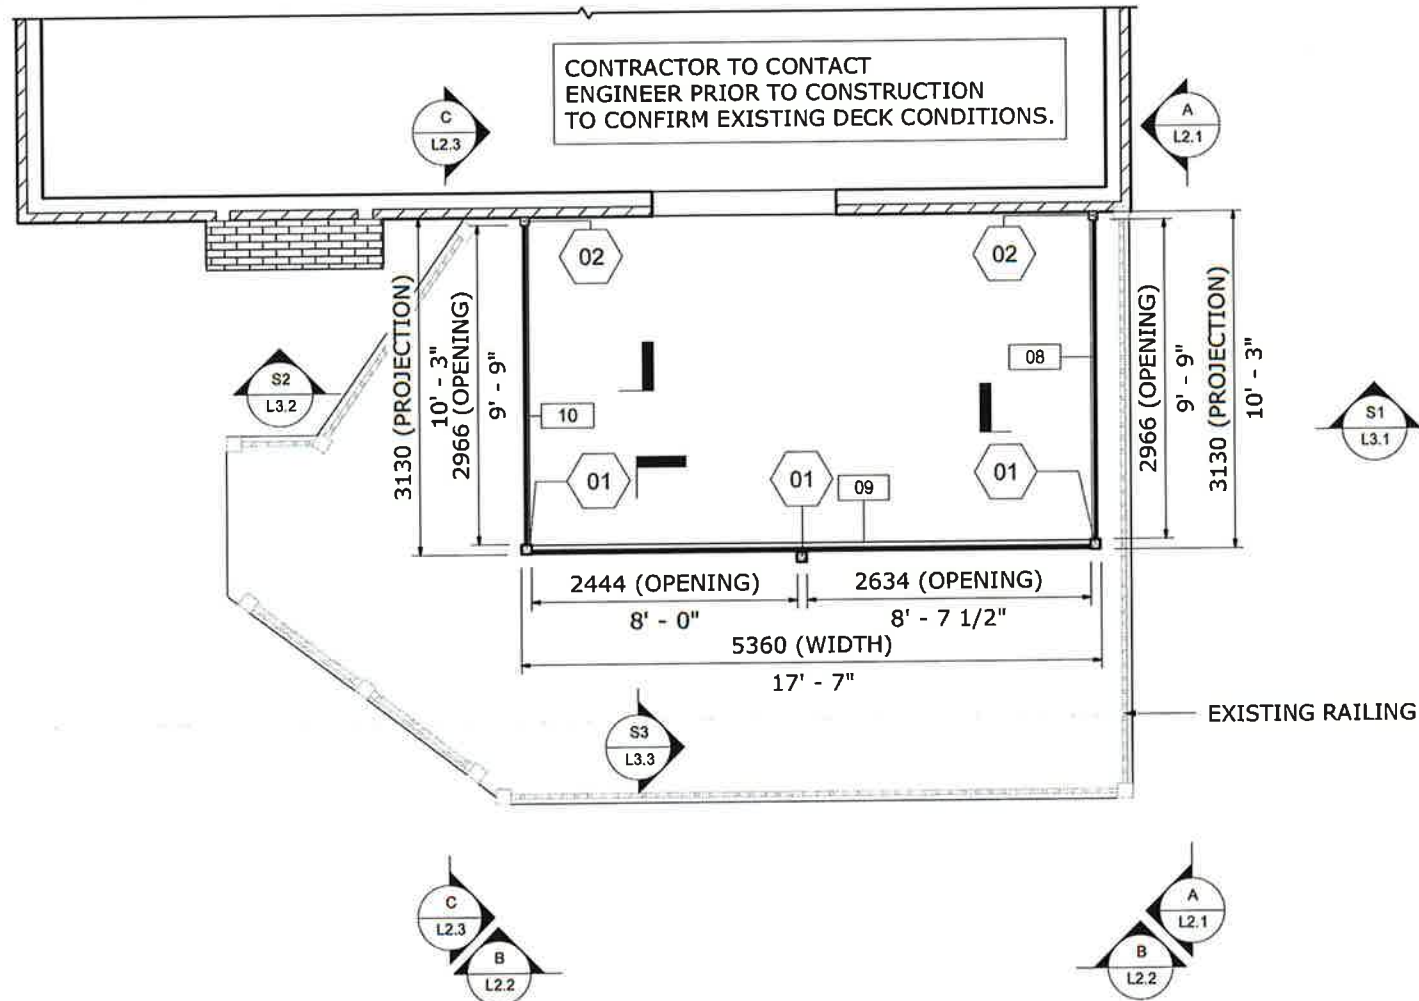 CONTRACTOR TO CONTACT
ENGINEER PRIOR TO CONSTRUCTION
TO CONFIRM EXISTING DECK CONDITIONS.
C
L2.3
A
L2.1
02
02
3130 (PROJECTION)
10' - 3"
2966 (OPENING)
9' - 9"
08
2966 (OPENING)
9' - 9"
3130 (PROJECTION)
10' - 3"
S2
L3.2
10
S1
L3.1
01
01
09
01
2444 (OPENING)
8' - 0"
2634 (OPENING)
8' - 7 1/2"
5360 (WIDTH)
17' - 7"
EXISTING RAILING
S3
L3.3
C
L2.3
B
L2.2
A
L2.1
B
L2.2